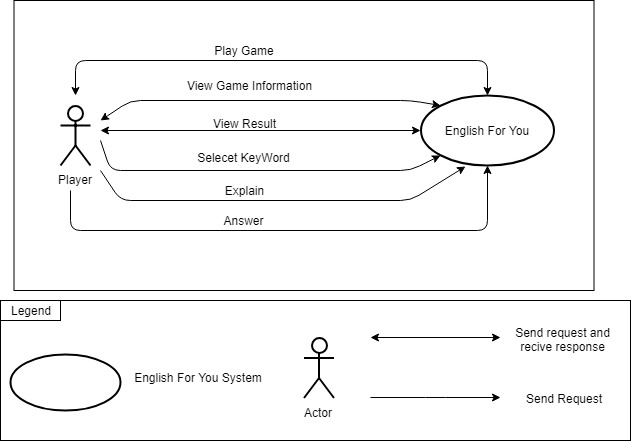 Play Game
View Game Information
View Result
English For You
Selecet KeyWord
Player
Explain
Answer
Legend
Send request and
recive response
English For You System
Send Request
Actor